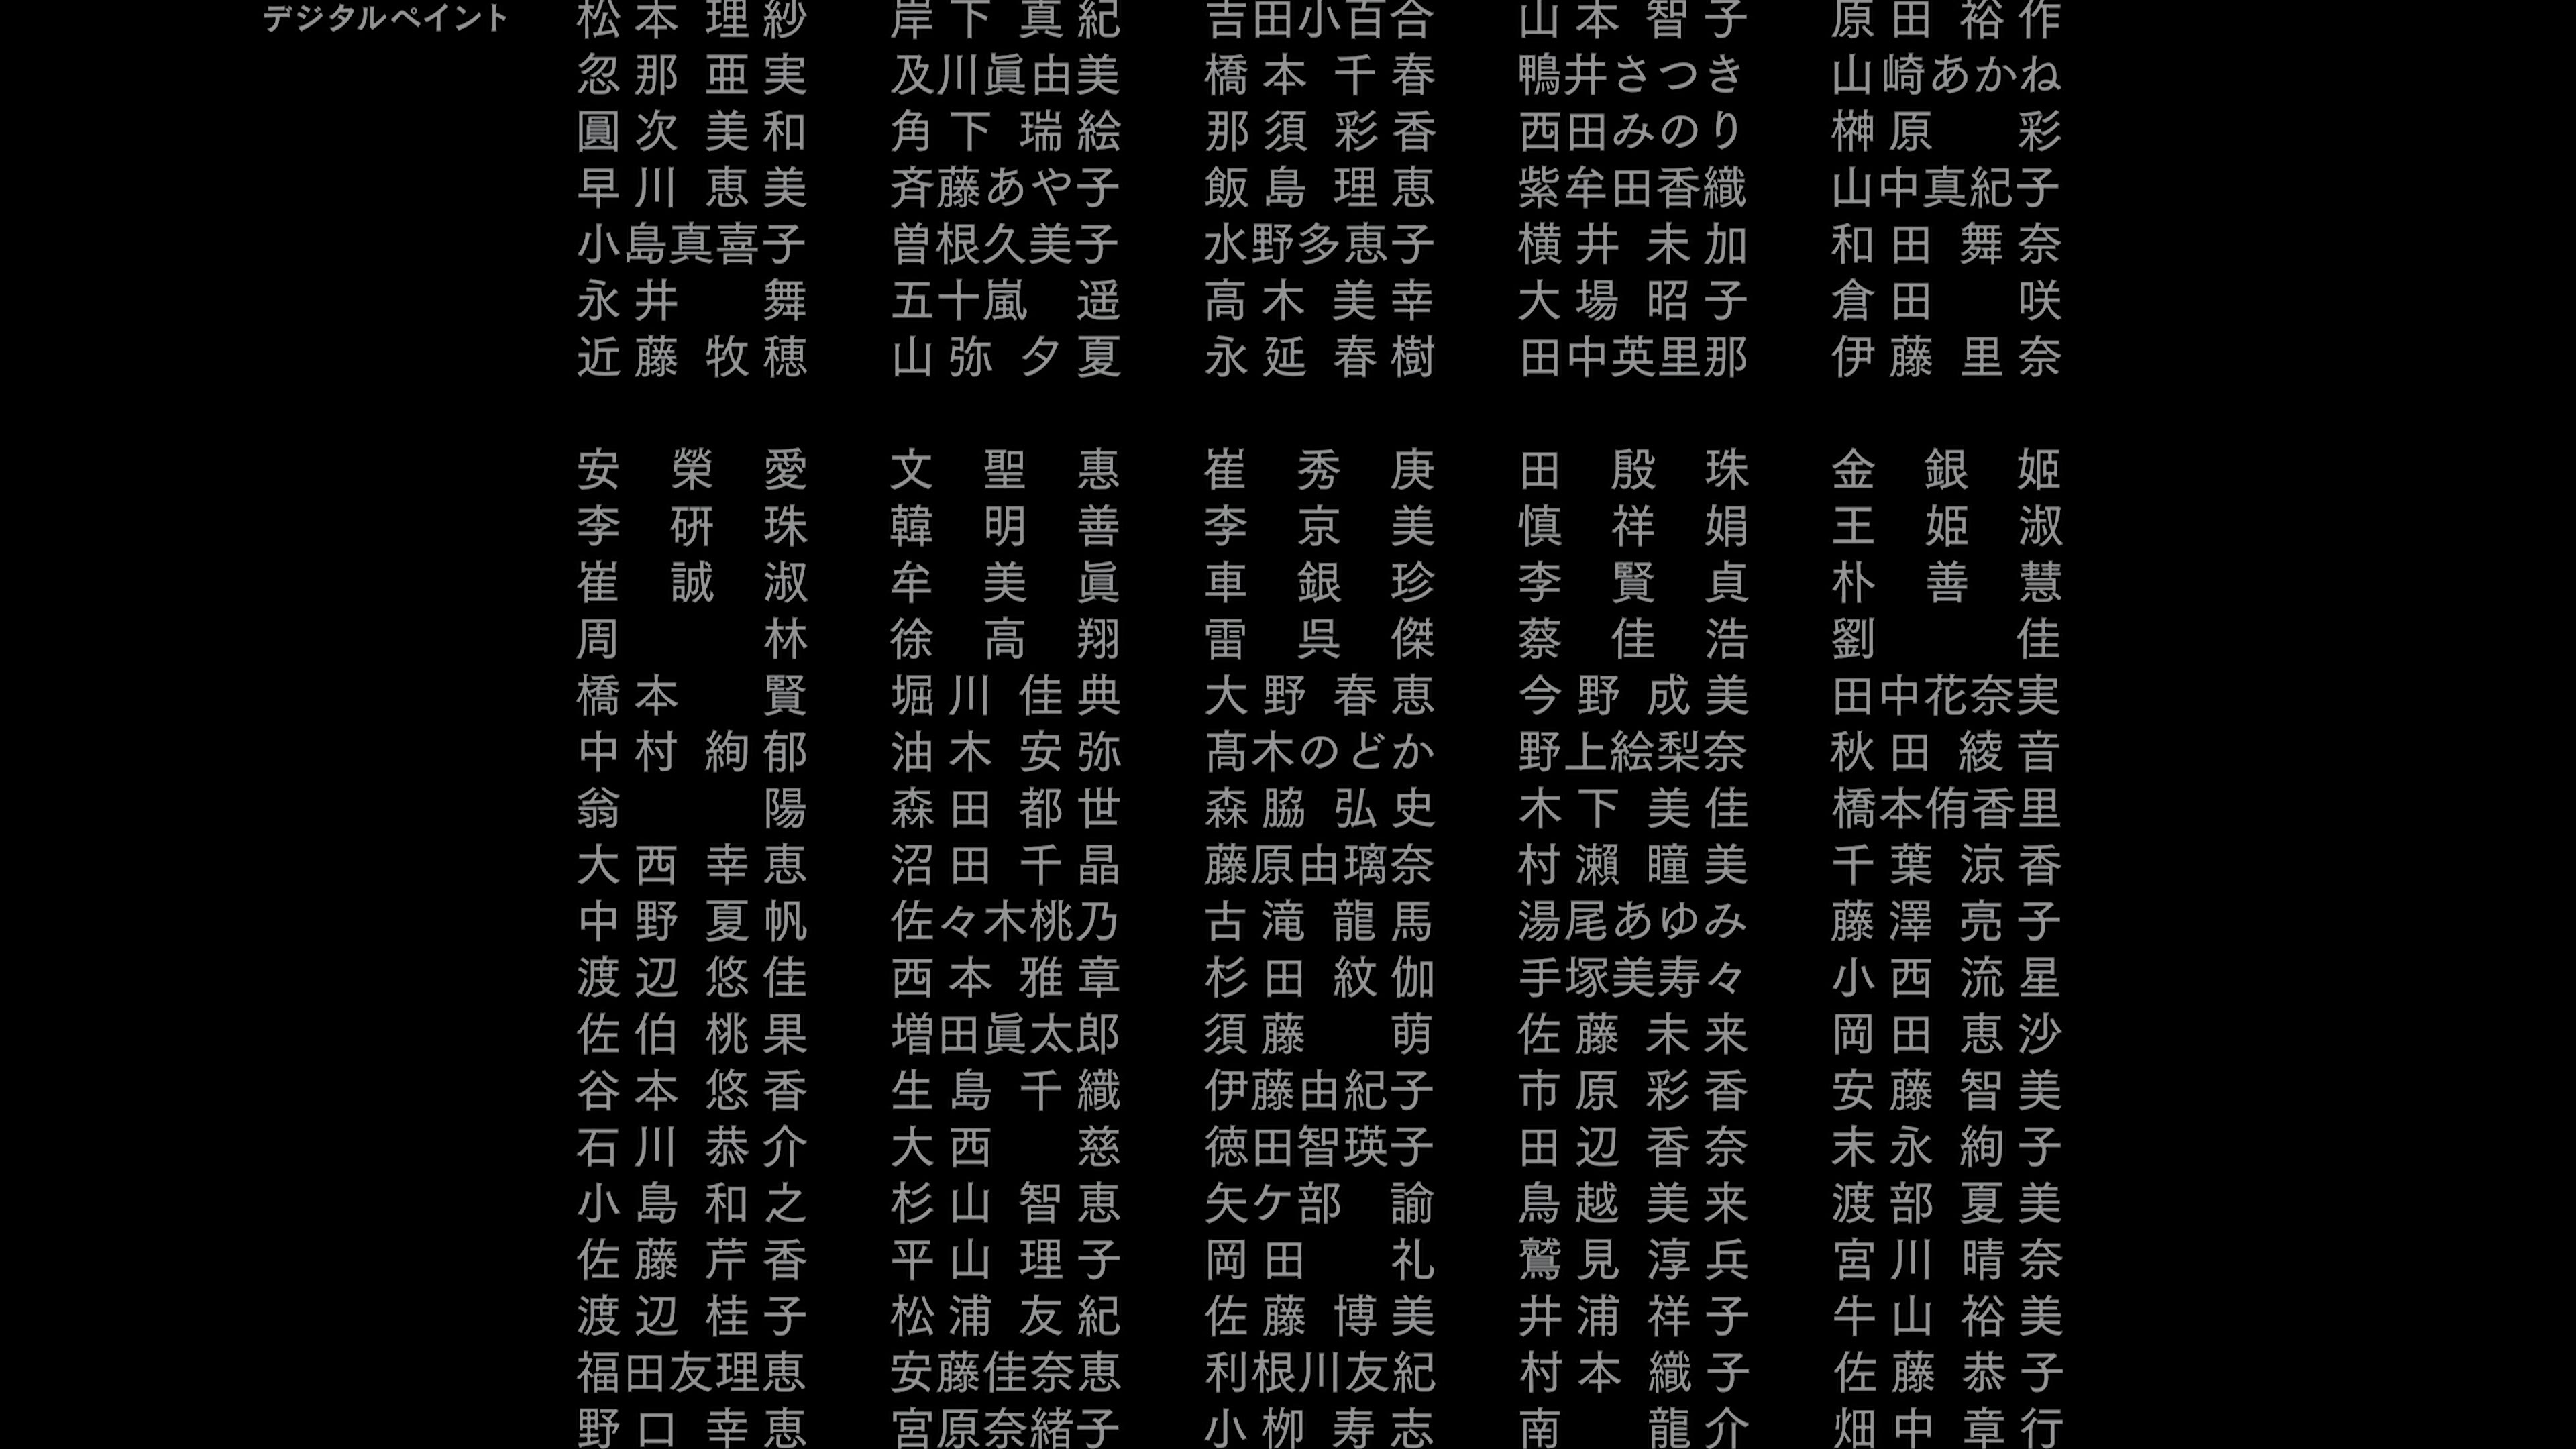 デジタルペイント 松本理紗 岸下真紀 吉田小百合 山本智子 原田裕作
忽那亜実 及川眞由美 橋本千春 鴨井さつき 山崎あかね
圓次美和 角下瑞絵 那須彩香 西田みのり 榊原彩
早川恵美 斉藤あや子 飯島理恵 紫牟田香織 山中真紀子
小島真喜子 曽根久美子 水野多恵子 横井未加 和田舞奈
永井舞 五十嵐遥 高木美幸 大場昭子 倉田咲
近藤牧穂 山弥夕夏 永延春樹 田中英里那 伊藤里奈
安榮愛 文聖惠 崔秀庚 田殷珠 金銀姫
李硏珠 韓明善 李京美 慎祥娟 王姫淑
崔誠淑 牟美眞 車銀珍 李賢貞 朴善慧
周林 徐高翔 雷呉傑 蔡佳浩 劉佳
橋本賢 堀川佳典 大野春恵 今野成美 田中花奈実
中村絢郁 油木安弥 髙木のどか 野上絵梨奈 秋田綾音
翁陽 森田都世 森脇弘史 木下美佳 橋本侑香里
大西幸恵 沼田千晶 藤原由璃奈 村瀬瞳美 千葉涼香
中野夏帆 佐々木桃乃 古滝龍馬 湯尾あゆみ 藤澤亮子
渡辺悠佳 西本雅章 杉田紋伽 手塚美寿々 小西流星
佐伯桃果 増田眞太郎 須藤萌 佐藤未来 岡田恵沙
谷本悠香 生島千織 伊藤由紀子 市原彩香 安藤智美
石川恭介 大西慈 徳田智瑛子 田辺香奈 末永絢子
小島和之 杉山智恵 矢ケ部諭 鳥越美来 渡部夏美
佐藤芹香 平山理子 岡田礼 鷲見淳兵 宮川晴奈
渡辺桂子 松浦友紀 佐藤博美 井浦祥子 牛山裕美
福田友理恵 安藤佳奈恵 利根川友紀 村本織子 佐藤恭子
野口幸恵 宮原奈緒子 小栁寿志 南龍介 畑中章行